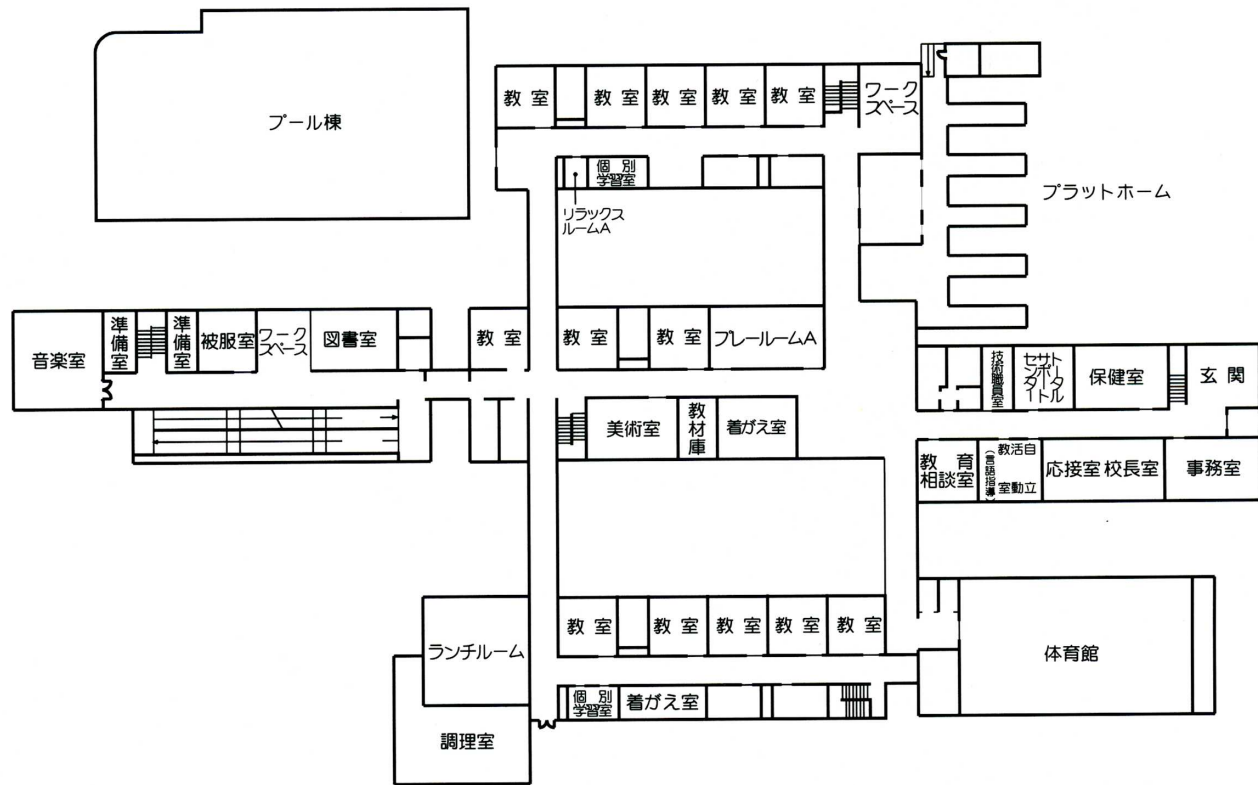 プール棟
教室
教室
教室
教室
教室
ワーク
スペース
個別
学習室
リラックス
ルームA
プラットホーム
音楽室
準備室
準備室
被服室
ワーク
スペース
図書室
教室
教室
教室
プレールームA
技術職員室
サポート
センター1
トータル
保健室
玄関
美術室
教材庫
着がえ室
教育
相談室
自立
活動
教室
(言語指導)
応接室
校長室
事務室
ランチルーム
調理室
教室
教室
教室
教室
教室
個別
学習室
着がえ室
体育館